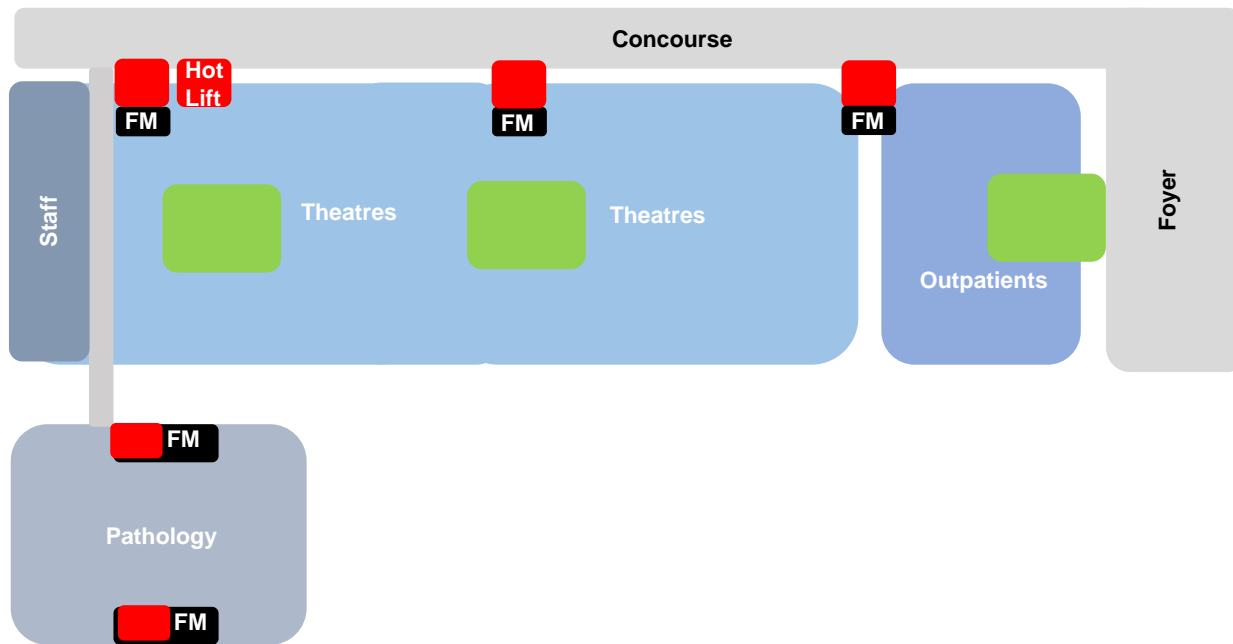 Concourse
Hot
Lift
FM
FM
FM
Staff
Theatres
Theatres
Foyer
Outpatients
FM
Pathology
FM